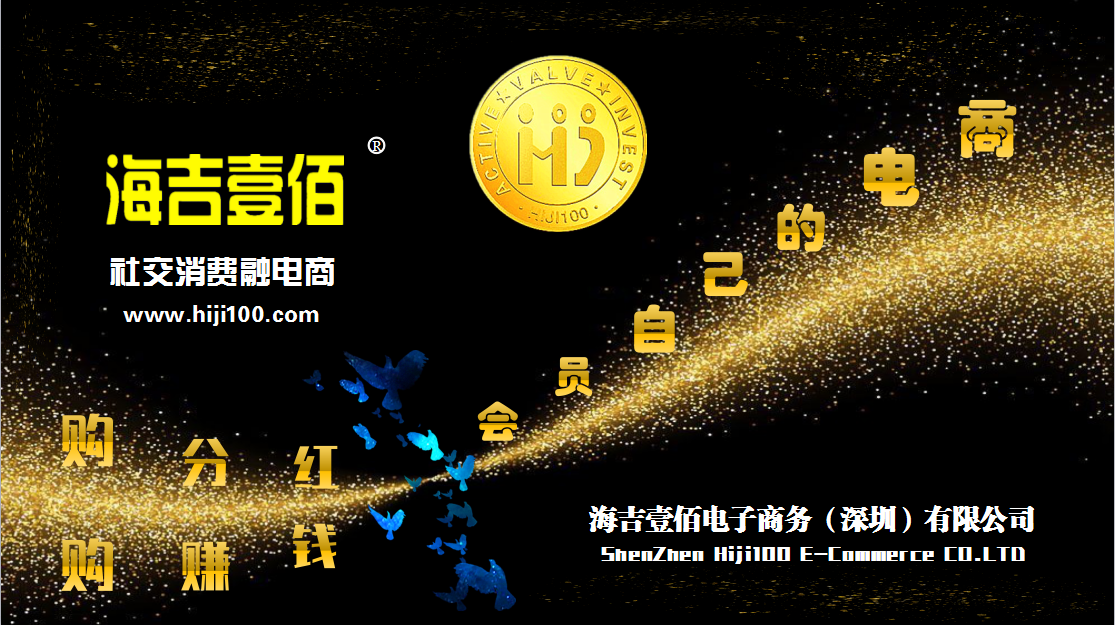 海吉壹佰®
社交消费融电商
www.hiji100.com
ACTIVE★VALVE★INVEST
·HIJI100·
会员自己的电商
购购
分赚
红钱
海吉壹佰电子商务（深圳）有限公司
ShenZhen Hiji100 E-Commerce CO.LTD